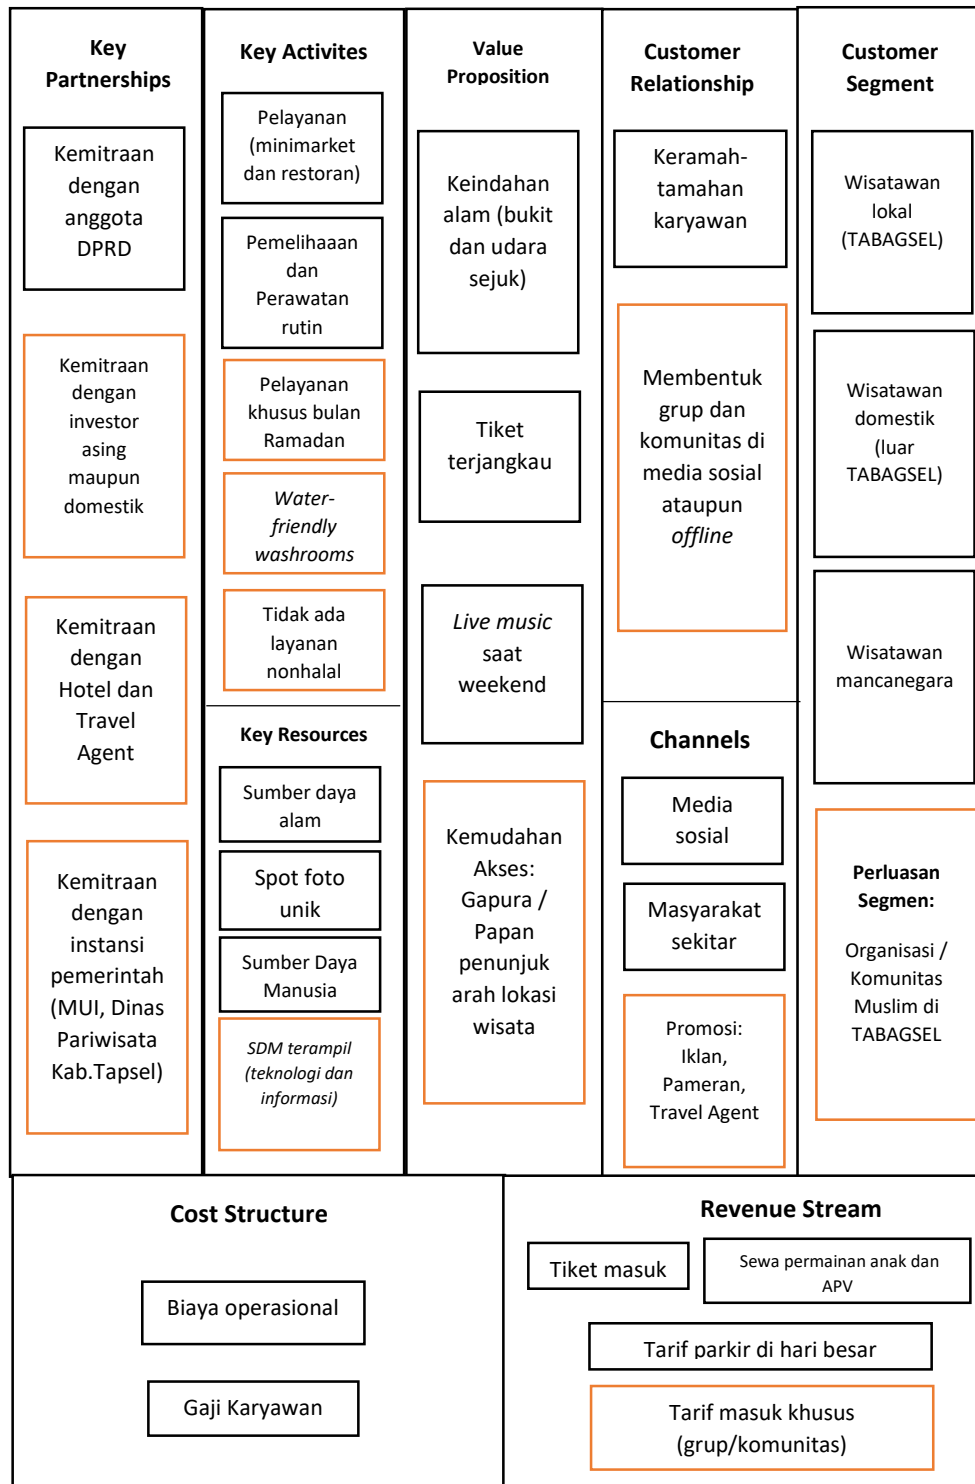 Key
Partnerships
Kemitraan
dengan
anggota
DPRD
Kemitraan
dengan
investor
asing
maupun
domestik
Kemitraan
dengan
Hotel dan
Travel
Agent
Kemitraan
dengan
instansi
pemerintah
(MUI, Dinas
Pariwisata
Kab.Tapsel)
Key Activites
Pelayanan
(minimarket
dan restoran)
Pemelihaaan
dan
Perawatan
rutin
Pelayanan
khusus bulan
Ramadan
Water-
friendly
washrooms
Tidak ada
layanan
nonhalal
Key Resources
Sumber daya
alam
Spot foto
unik
Sumber Daya
Manusia
SDM terampil
(teknologi dan
informasi)
Value
Proposition
Keindahan
alam (bukit
dan udara
sejuk)
Tiket
terjangkau
Live music
saat
weekend
Kemudahan
Akses:
Gapura /
Papan
penunjuk
arah lokasi
wisata
Customer
Relationship
Keramah-
tamahan
karyawan
Membentuk
grup dan
komunitas di
media sosial
ataupun
offline
Channels
Media
sosial
Masyarakat
sekitar
Promosi:
Iklan,
Pameran,
Travel Agent
Customer
Segment
Wisatawan
lokal
(TABAGSEL)
Wisatawan
domestik
(luar
TABAGSEL)
Wisatawan
mancanegara
Perluasan
Segmen:
Organisasi /
Komunitas
Muslim di
TABAGSEL
Cost Structure
Biaya operasional
Gaji Karyawan
Revenue Stream
Tiket masuk
Sewa permainan anak dan
APV
Tarif parkir di hari besar
Tarif masuk khusus
(grup/komunitas)